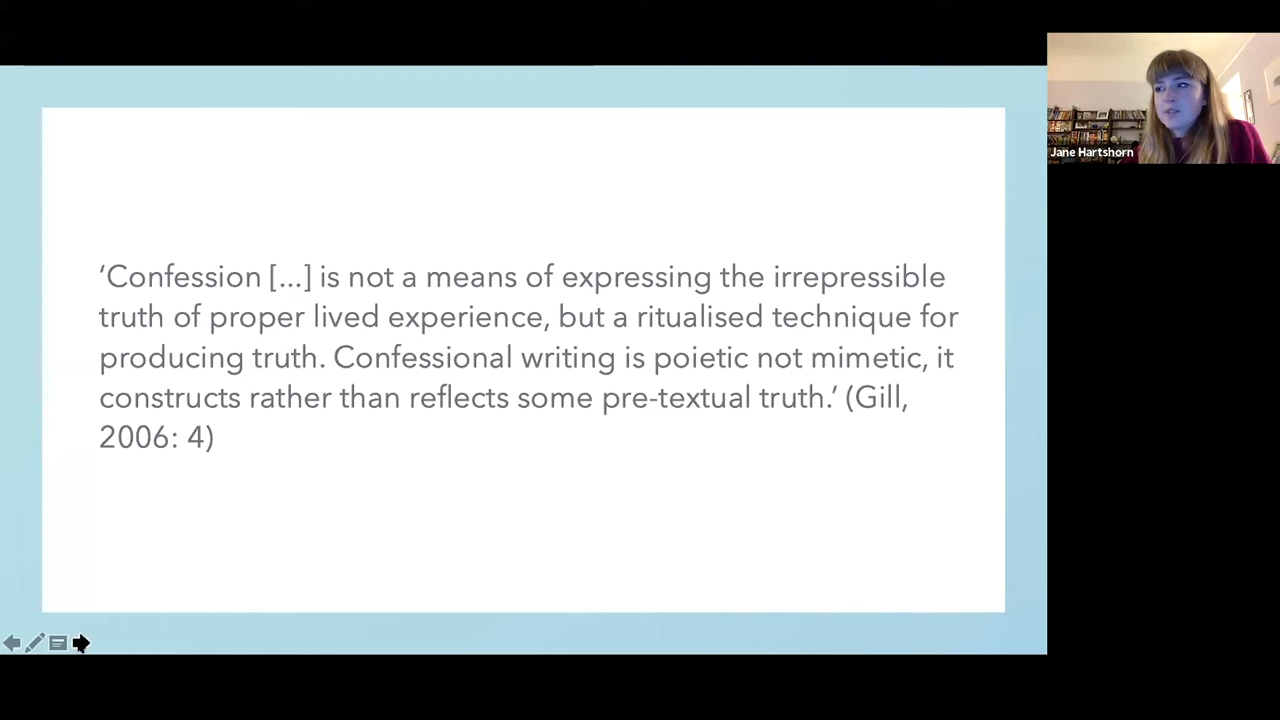 ‘Confession [...] is not a means of expressing the irrepressible
truth of proper lived experience, but a ritualised technique for
producing truth. Confessional writing is poietic not mimetic, it
constructs rather than reflects some pre-textual truth.’ (Gill,
2006: 4)
Jane Hartshorn